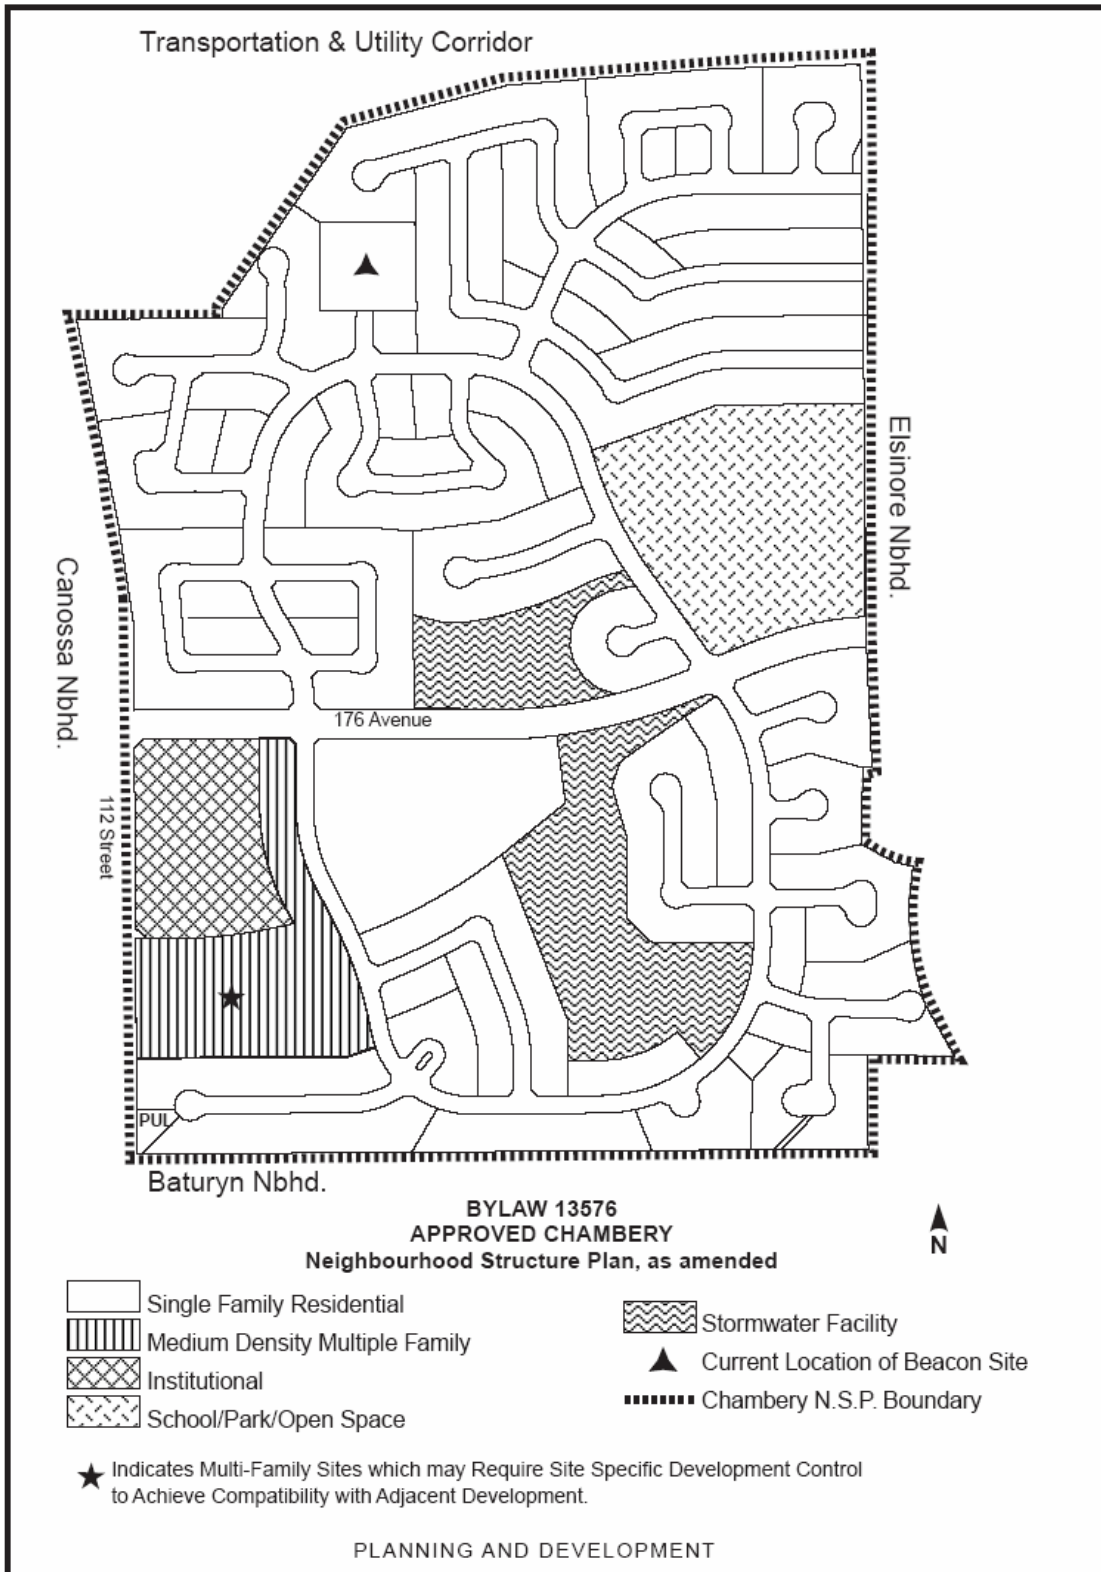 Transportation & Utility Corridor
Elsinore Nbhd.
Canossa Nbhd.
176 Avenue
112 Street
PUL
Baturyn Nbhd.
BYLAW 13576
APPROVED CHAMBERY
Neighbourhood Structure Plan, as amended
N
Single Family Residential
Medium Density Multiple Family
Institutional
School/Park/Open Space
Stormwater Facility
Current Location of Beacon Site
Chambery N.S.P. Boundary
Indicates Multi-Family Sites which may Require Site Specific Development Control
to Achieve Compatibility with Adjacent Development.
PLANNING AND DEVELOPMENT